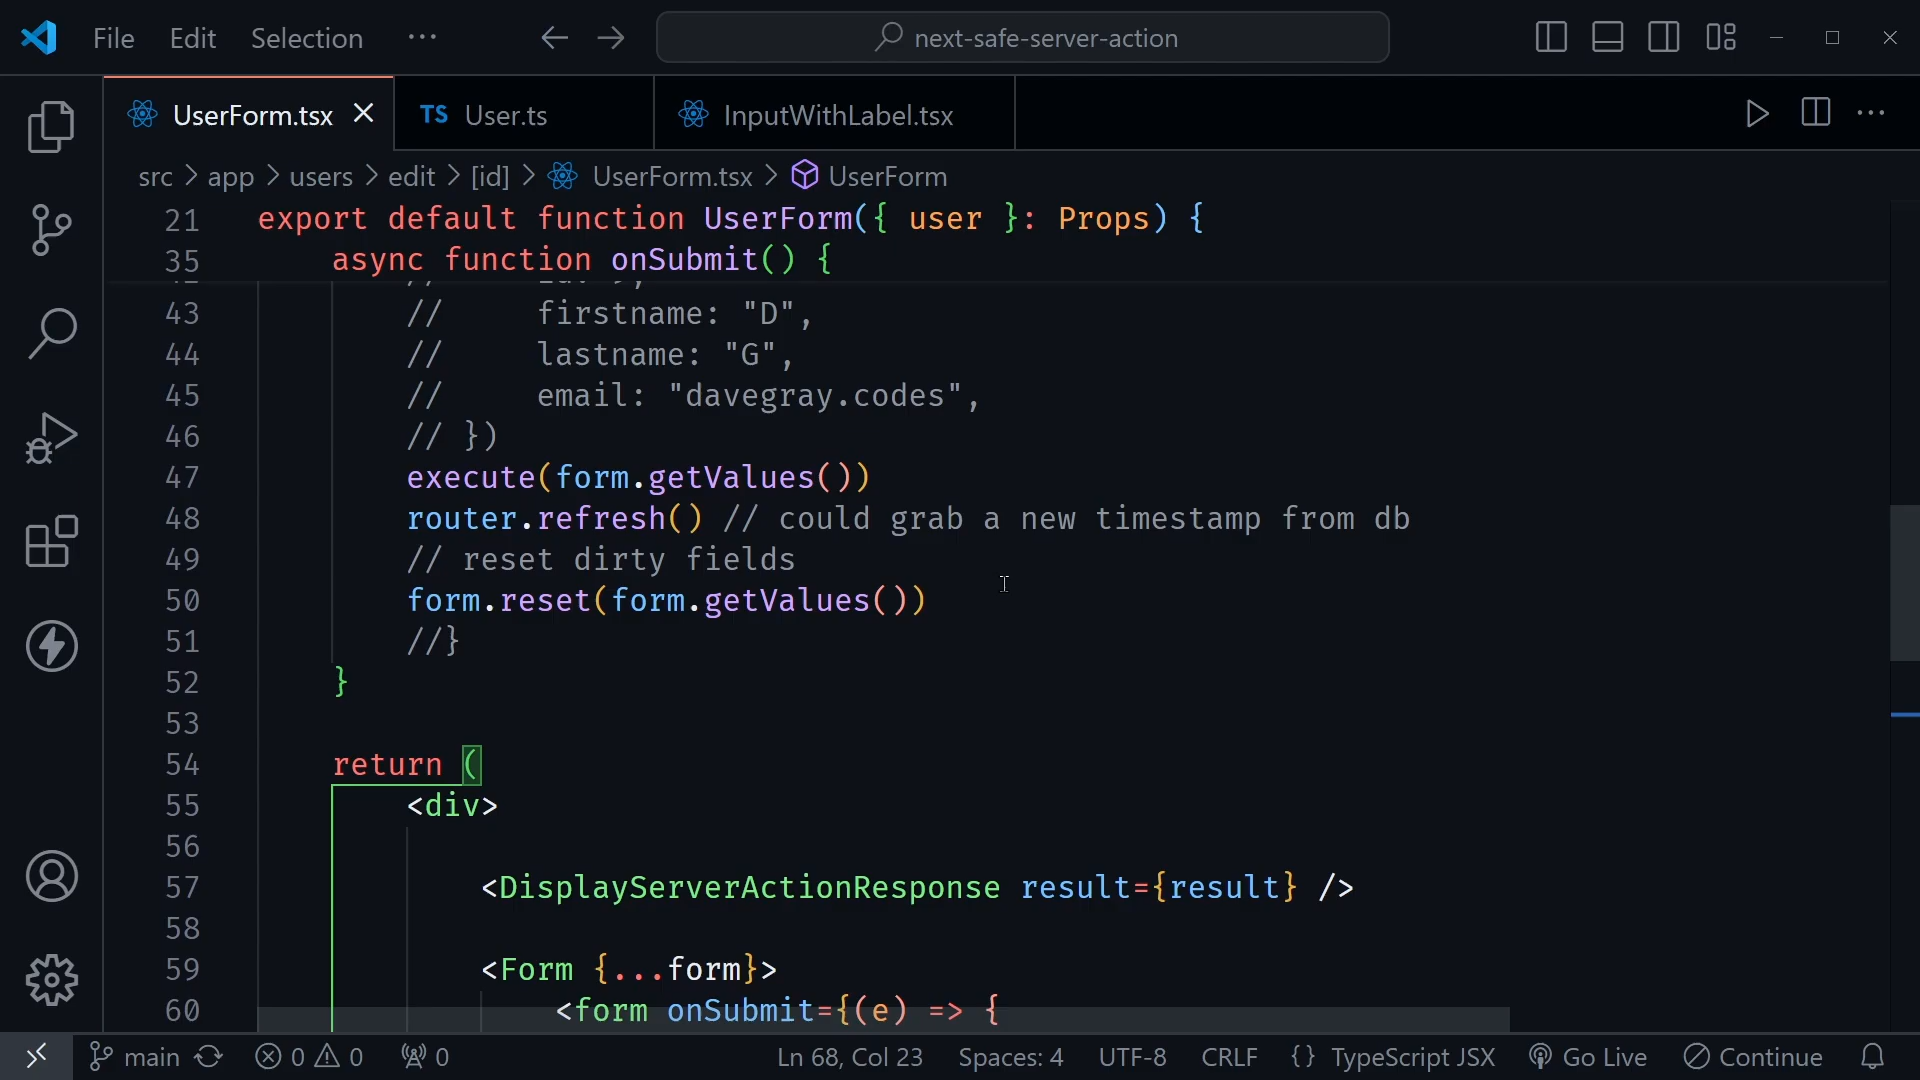 File Edit Selection ··· next-safe-server-action
UserForm.tsx TS User.ts InputWithLabel.tsx
src > app > users > edit > [id] > UserForm.tsx > UserForm
21 export default function UserForm({ user }: Props) {
35 async function onSubmit() {
43 // firstname: "D",
44 // lastname: "G",
45 // email: "davegray.codes",
46 // })
47 execute(form.getValues())
48 router.refresh() // could grab a new timestamp from db
49 // reset dirty fields
50 form.reset(form.getValues())
51 //}
52 }
53
54 return (
55 <div>
56
57 <DisplayServerActionResponse result={result} />
58
59 <Form {...form}>
60 <form onSubmit={(e) => {
main 0 0 0 Ln 68, Col 23 Spaces: 4 UTF-8 CRLF {} TypeScript JSX Go Live Continue